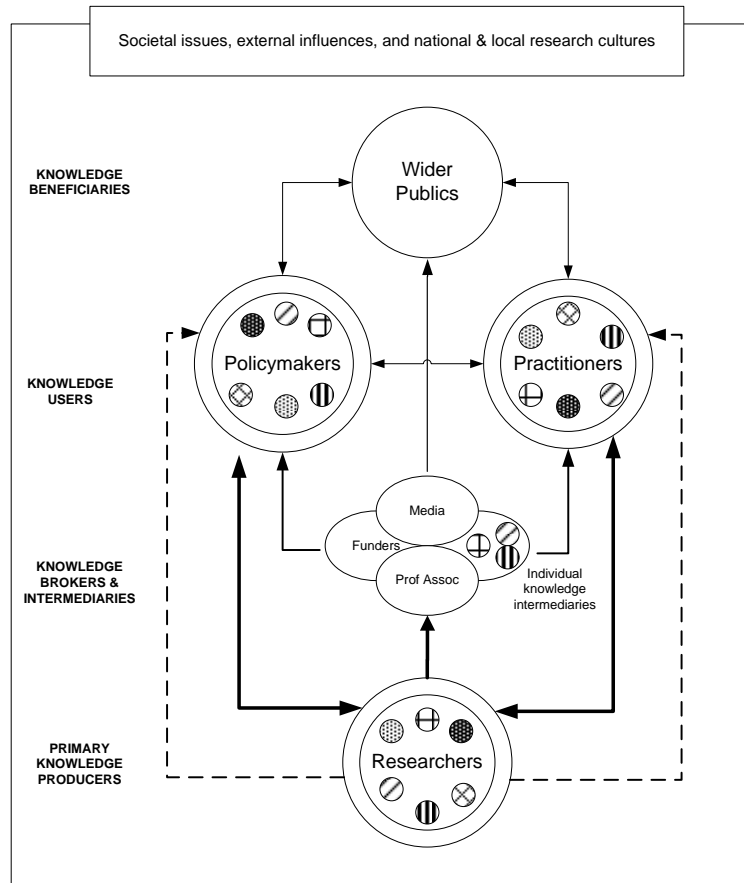 Societal issues, external influences, and national & local research cultures
KNOWLEDGE
BENEFICIARIES
Wider
Publics
KNOWLEDGE
USERS
Policymakers
Practitioners
KNOWLEDGE
BROKERS &
INTERMEDIARIES
Media
Funders
Prof Assoc
Individual
knowledge
intermediaries
PRIMARY
KNOWLEDGE
PRODUCERS
Researchers